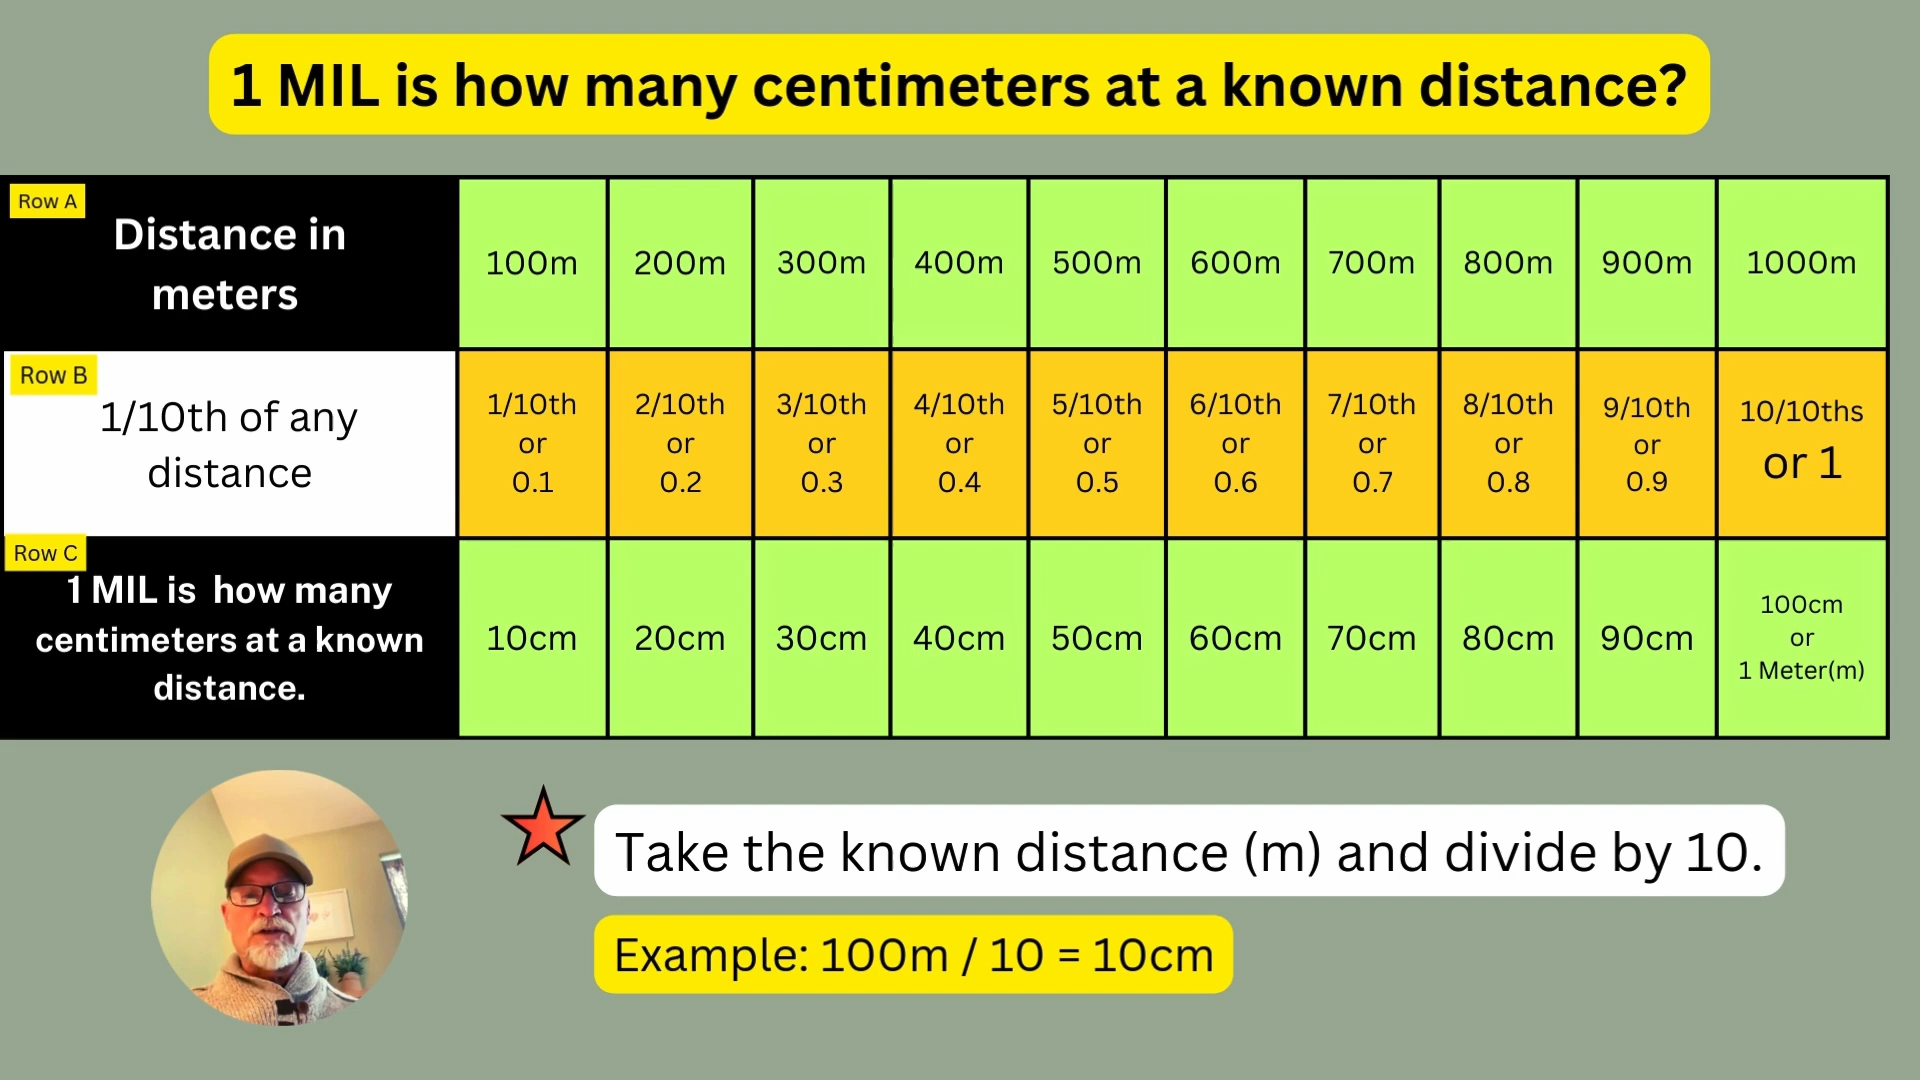 1 MIL is how many centimeters at a known distance?
Row A
Distance in
meters
100m 200m 300m 400m 500m 600m 700m 800m 900m 1000m
Row B
1/10th of any
distance
1/10th 2/10th 3/10th 4/10th 5/10th 6/10th 7/10th 8/10th 9/10th 10/10ths
or or or or or or or or or or 1
0.1 0.2 0.3 0.4 0.5 0.6 0.7 0.8 0.9
Row C
1 MIL is how many
centimeters at a known
distance.
10cm 20cm 30cm 40cm 50cm 60cm 70cm 80cm 90cm 100cm
or
1 Meter(m)
Take the known distance (m) and divide by 10.
Example: 100m / 10 = 10cm